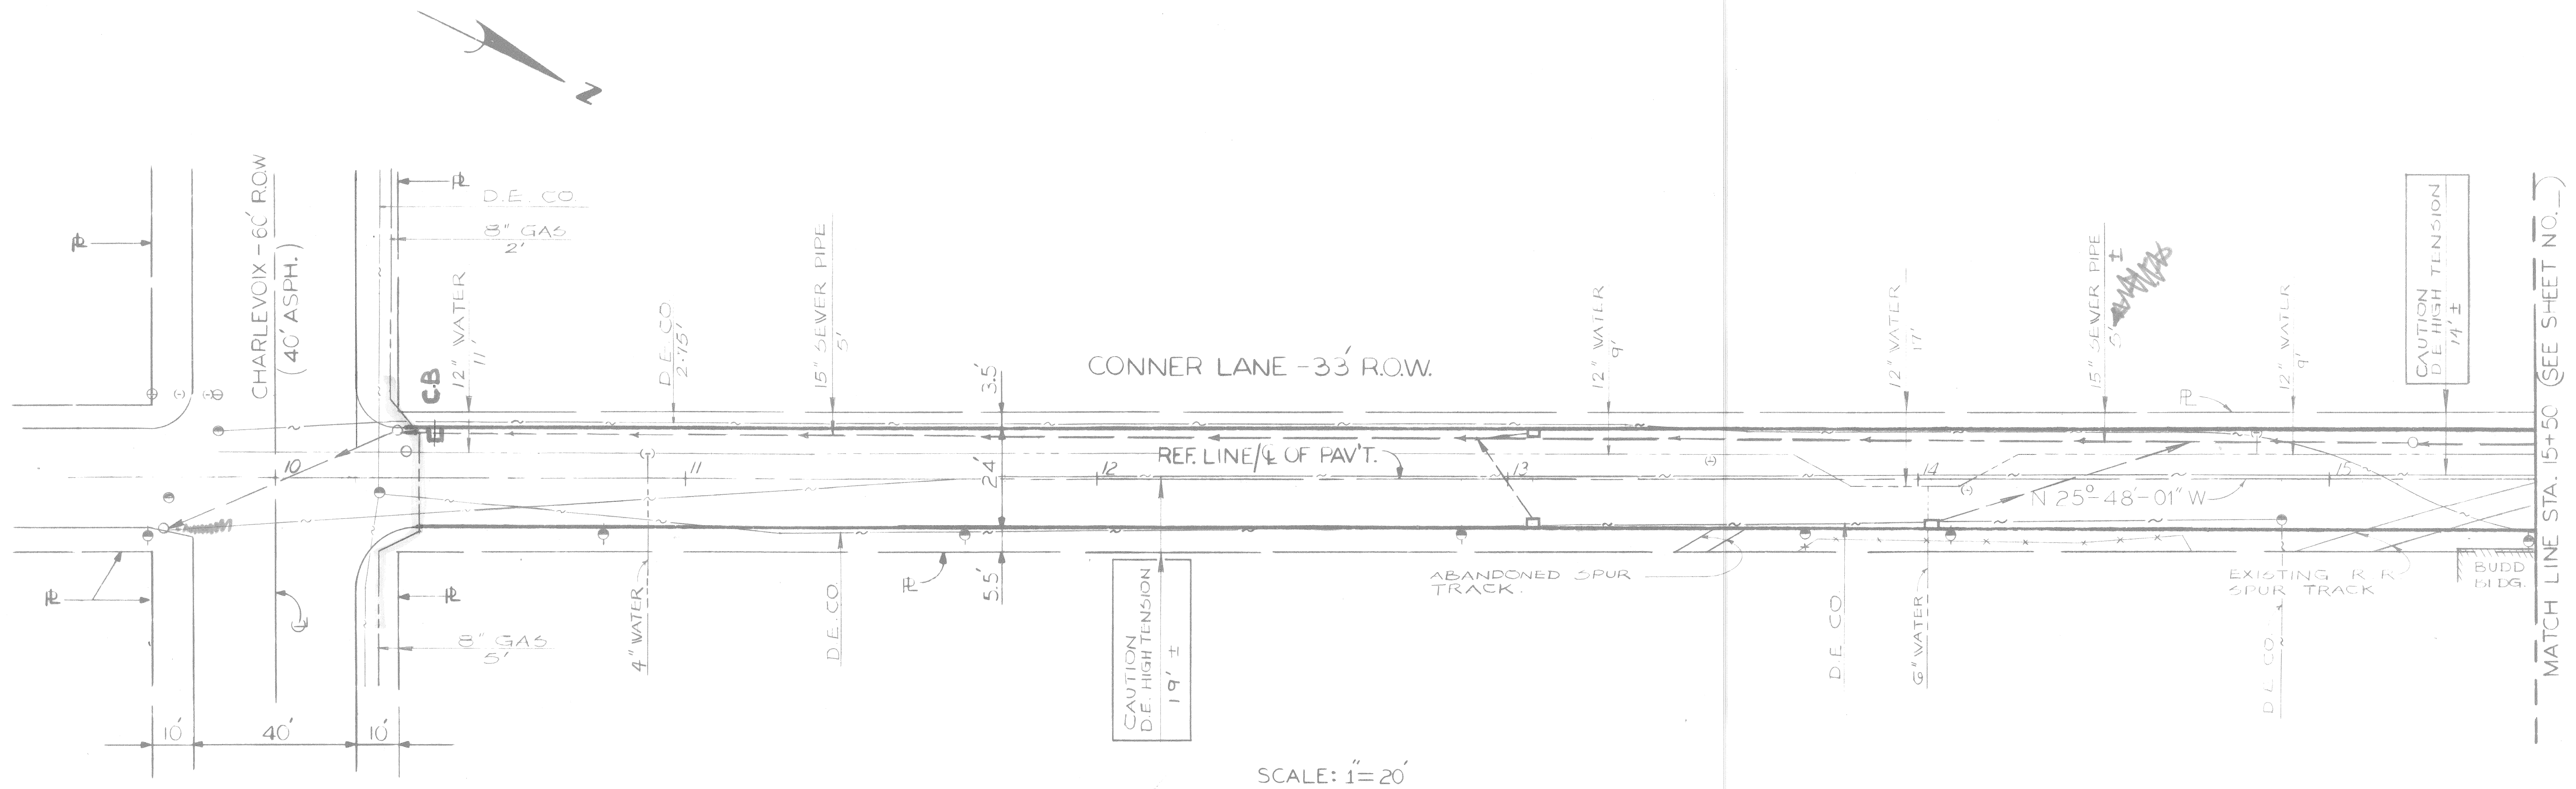 N
CHARLEVOIX - 60' R.O.W
(40' ASPH.)
℄
10'
40'
10'
℄
℄
D.E. CO.
8" GAS
2'
8" GAS
5'
C.B
12" WATER
11'
D.E. CO
2.75'
15" SEWER PIPE
5'
3.5'
24'
5.5'
CONNER LANE - 33' R.O.W.
REF. LINE/℄ OF PAV'T.
10
11
12
13
14
15
4" WATER
D.E. CO.
CAUTION
D.E. HIGH TENSION
19' ±
12" WATER
9'
12" WATER
17'
15" SEWER PIPE
5' ±
12" WATER
9'
CAUTION
D.E HIGH TENSION
14' ±
N 25°-48'-01" W
ABANDONED SPUR
TRACK.
D.E. CO
6" WATER
EXISTING R R
SPUR TRACK
D.E. CO
BUDD
BLDG.
MATCH LINE STA. 15+50 (SEE SHEET NO._)
SCALE: 1"=20'